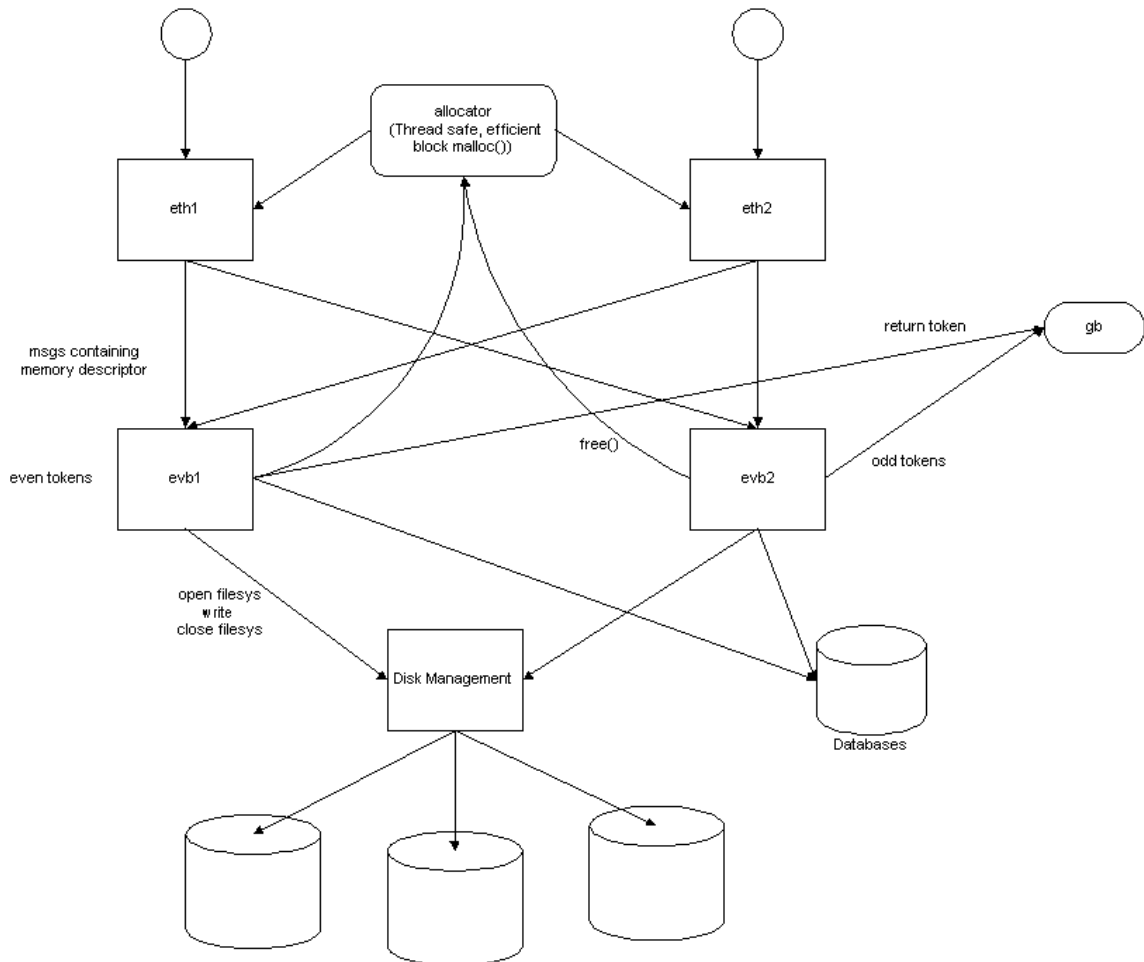 allocator
(Thread safe, efficient
block malloc())
eth1
eth2
return token
gb
msgs containing
memory descriptor
free()
odd tokens
even tokens
evb1
evb2
open filesys
write
close filesys
Disk Management
Databases